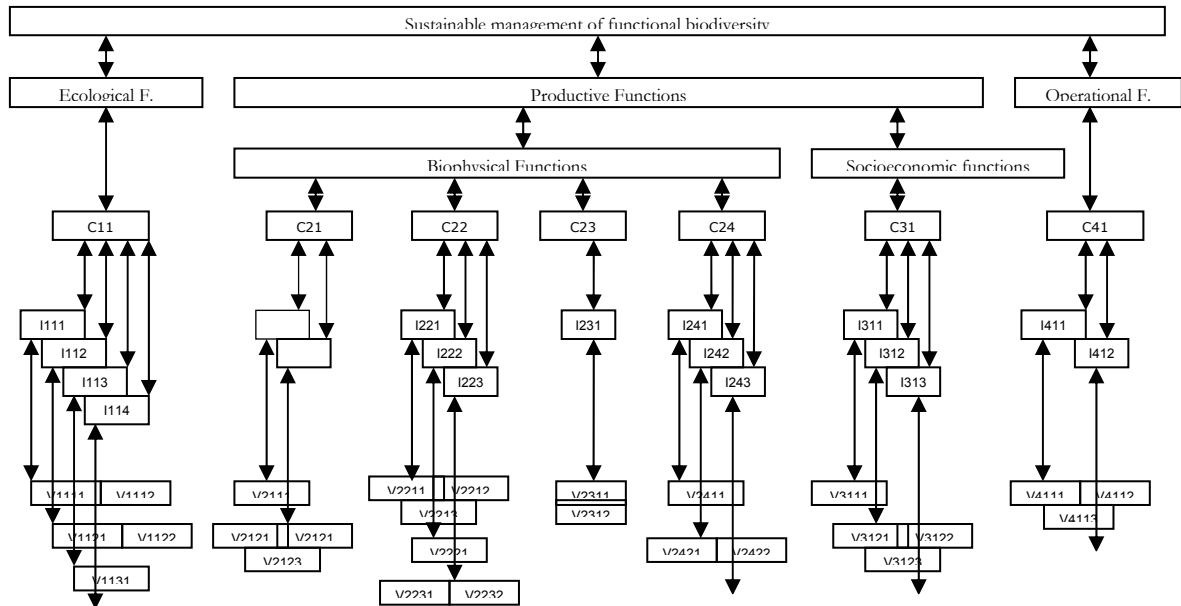 Sustainable management of functional biodiversity
Ecological F. Productive Functions Operational F.
Biophysical Functions Socioeconomic functions
C11 C21 C22 C23 C24 C31 C41
I111 I221 I231 I241 I311 I411
I112 I222 I242 I312 I412
I113 I223 I243 I313
I114
V1111 V1112 V2111 V2211 V2212 V2311 V2411 V3111 V4111 V4112
V2213 V2312 V4113
V1121 V1122 V2121 V2121 V3121 V3122
V2123 V2221 V2421 V2422 V3123
V1131 V2231 V2232